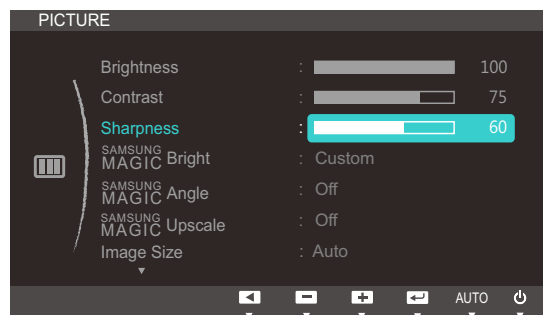 PICTURE
Brightness : 100
Contrast : 75
Sharpness : 60
SAMSUNG MAGIC Bright : Custom
SAMSUNG MAGIC Angle : Off
SAMSUNG MAGIC Upscale : Off
Image Size : Auto
AUTO